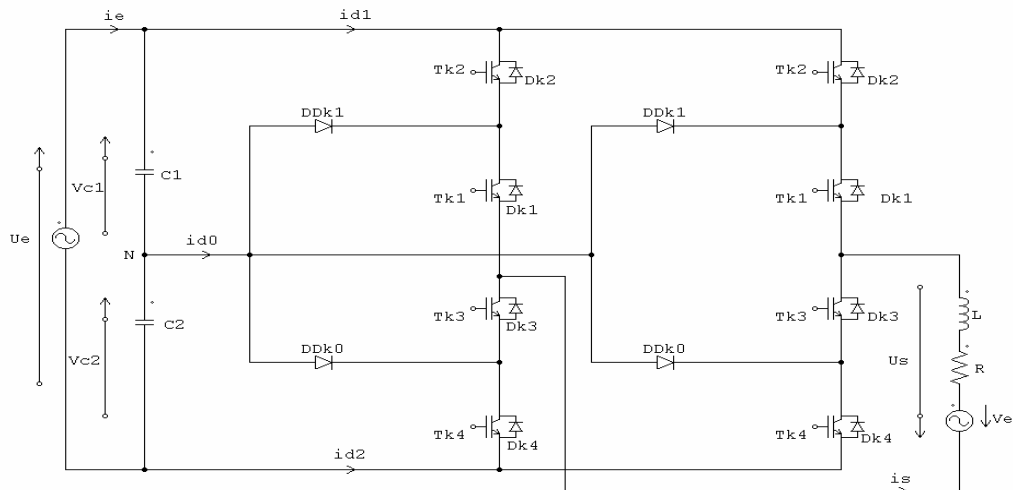 ie
id1
Tk2
Dk2
Tk2
Dk2
DDk1
DDk1
C1
Vc1
Tk1
Dk1
Tk1
Dk1
Ue
N
id0
C2
Tk3
Dk3
Tk3
Dk3
L
DDk0
DDk0
Vc2
Us
R
Tk4
Dk4
Tk4
Dk4
Ve
id2
is